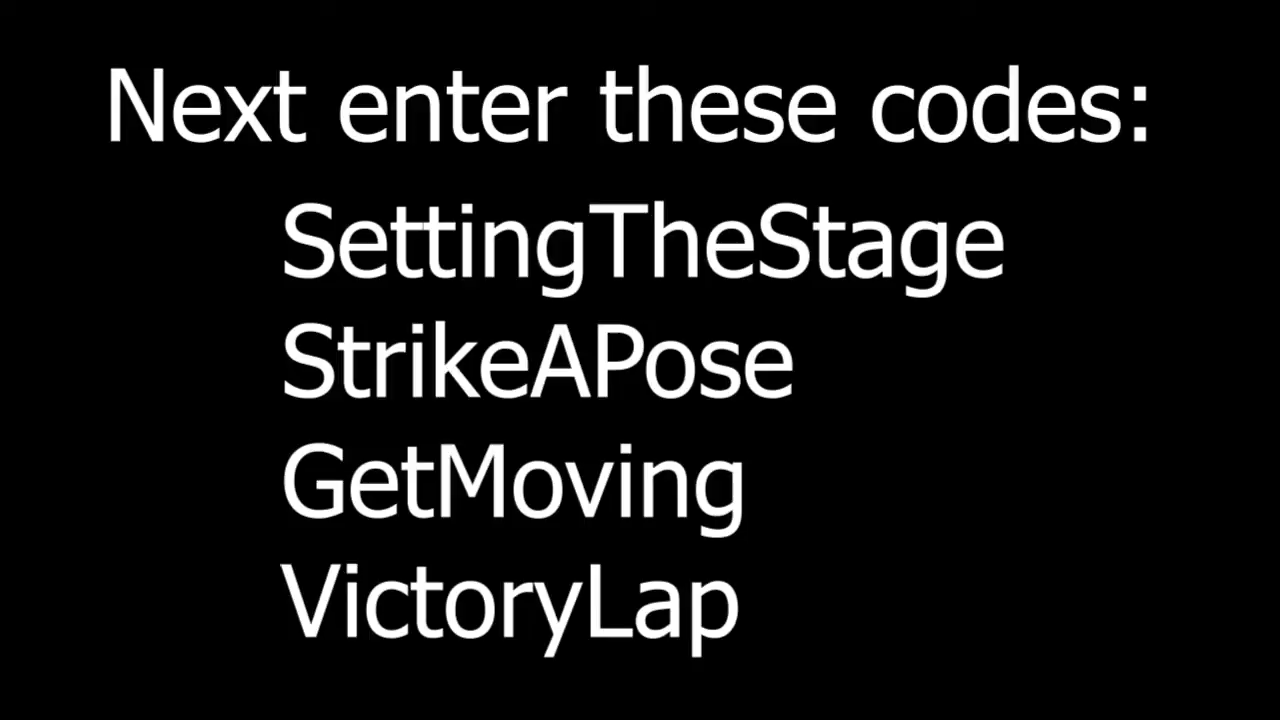 Next enter these codes:
SettingTheStage
StrikeAPose
GetMoving
VictoryLap